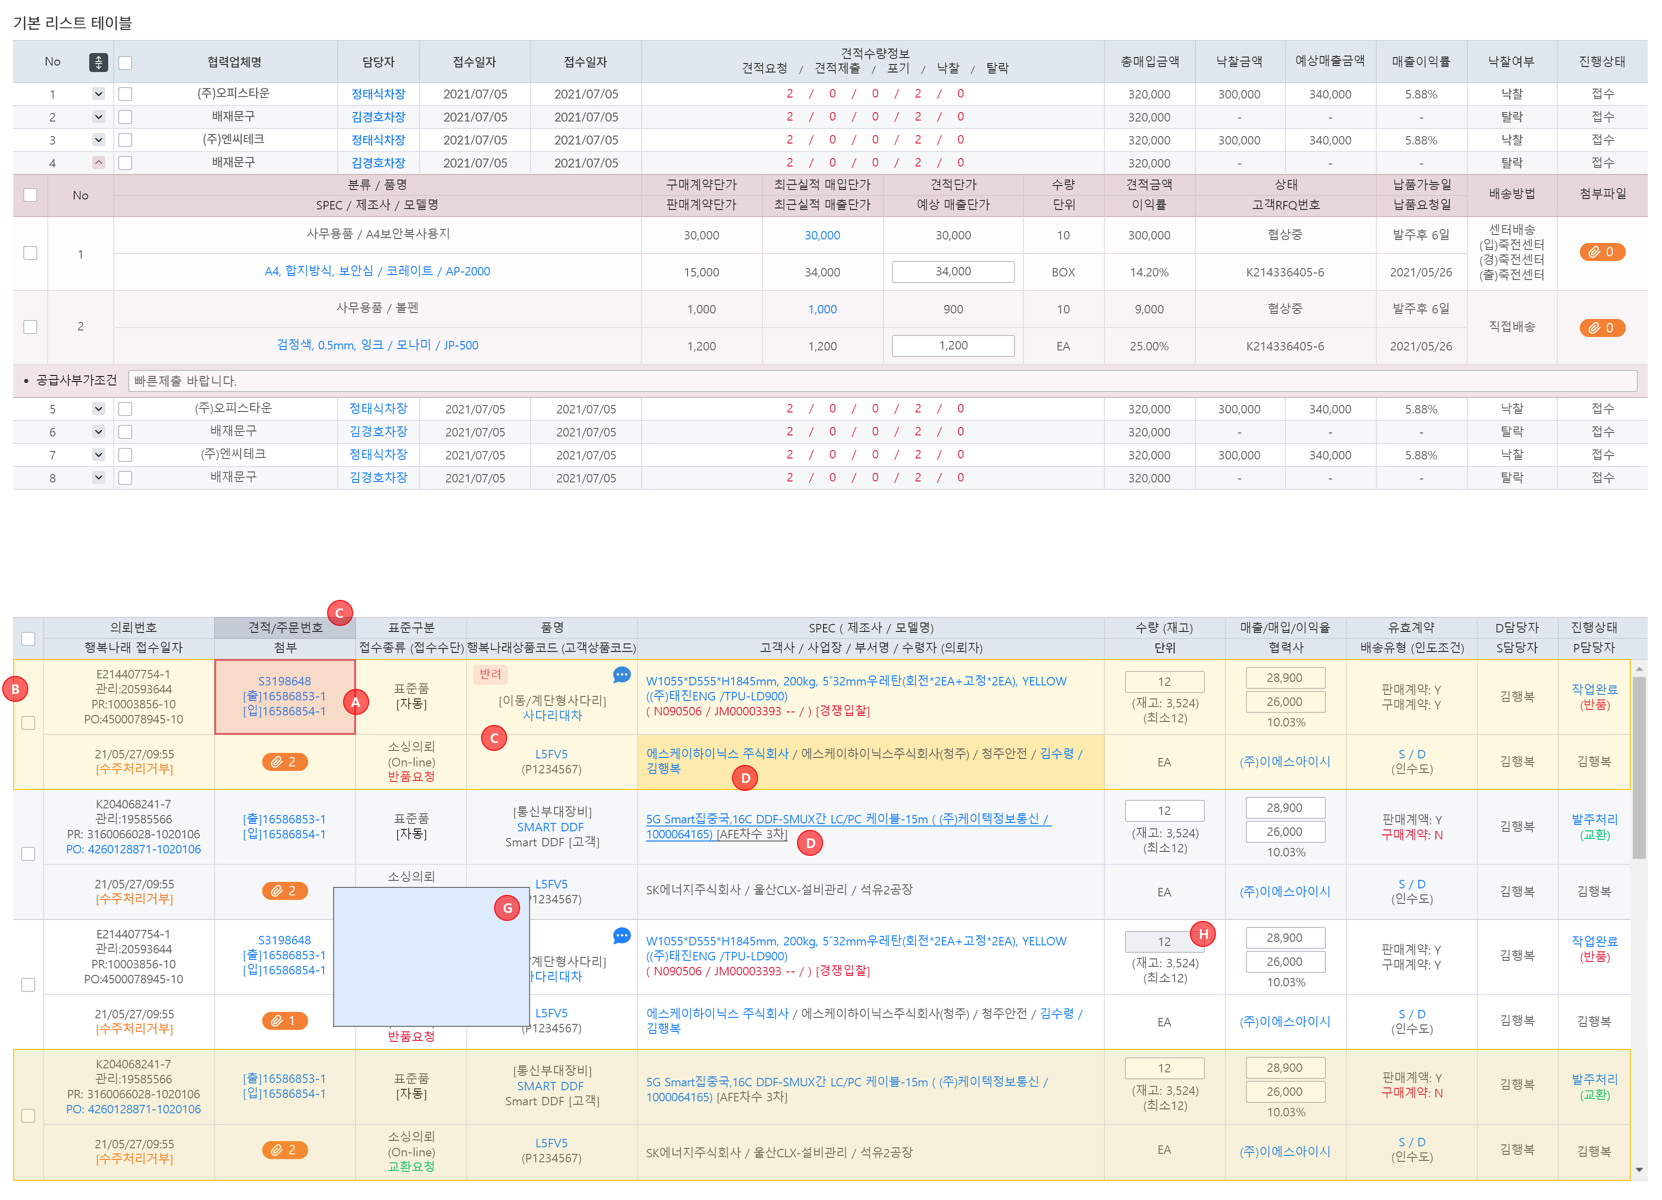 기본 리스트 테이블
No 협력업체명 담당자 접수일자 접수일자 견적수량정보 총매입금액 낙찰금액 예상매출금액 매출이익률 낙찰여부 진행상태
견적요청 / 견적제출 / 포기 / 낙찰 / 탈락
1 (주)오피스타운 정태식차장 2021/07/05 2021/07/05 2 / 0 / 0 / 2 / 0 320,000 300,000 340,000 5.88% 낙찰 접수
2 배재문구 김경호차장 2021/07/05 2021/07/05 2 / 0 / 0 / 2 / 0 320,000 - - - 탈락 접수
3 (주)엔씨테크 정태식차장 2021/07/05 2021/07/05 2 / 0 / 0 / 2 / 0 320,000 300,000 340,000 5.88% 낙찰 접수
4 배재문구 김경호차장 2021/07/05 2021/07/05 2 / 0 / 0 / 2 / 0 320,000 - - - 탈락 접수
No 분류 / 품명 구매계약단가 최근실적 매입단가 견적단가 수량 견적금액 상태 납품가능일 배송방법 첨부파일
SPEC / 제조사 / 모델명 판매계약단가 최근실적 매출단가 예상 매출단가 단위 이익률 고객RFQ번호 납품요청일
1 사무용품 / A4보안복사용지 30,000 30,000 30,000 10 300,000 협상중 발주후 6일 센터배송
(입)죽전센터
(경)죽전센터
(출)죽전센터
0
A4, 합지방식, 보안심 / 코레이트 / AP-2000 15,000 34,000 34,000 BOX 14.20% K214336405-6 2021/05/26
2 사무용품 / 볼펜 1,000 1,000 900 10 9,000 협상중 발주후 6일 직접배송 0
검정색, 0.5mm, 잉크 / 모나미 / JP-500 1,200 1,200 1,200 EA 25.00% K214336405-6 2021/05/26
• 공급사부가조건 빠른제출 바랍니다.
5 (주)오피스타운 정태식차장 2021/07/05 2021/07/05 2 / 0 / 0 / 2 / 0 320,000 300,000 340,000 5.88% 낙찰 접수
6 배재문구 김경호차장 2021/07/05 2021/07/05 2 / 0 / 0 / 2 / 0 320,000 - - - 탈락 접수
7 (주)엔씨테크 정태식차장 2021/07/05 2021/07/05 2 / 0 / 0 / 2 / 0 320,000 300,000 340,000 5.88% 낙찰 접수
8 배재문구 김경호차장 2021/07/05 2021/07/05 2 / 0 / 0 / 2 / 0 320,000 - - - 탈락 접수
C
의뢰번호 견적/주문번호 표준구분 품명 SPEC ( 제조사 / 모델명) 수량 (재고) 매출/매입/이익율 유효계약 D담당자 진행상태
행복나래 접수일자 첨부 접수종류 (접수수단) 행복나래상품코드 (고객상품코드) 고객사 / 사업장 / 부서명 / 수령자 (의뢰자) 단위 협력사 배송유형 (인도조건) S담당자 P담당자
B
E214407754-1
관리:20593644
PR:10003856-10
PO:4500078945-10
S3198648
[출]16586853-1
[입]16586854-1
A
표준품
[자동]
반려
[이동/계단형사다리]
사다리대차
W1055*D555*H1845mm, 200kg, 5˝32mm우레탄(회전*2EA+고정*2EA), YELLOW
((주)태진ENG /TPU-LD900)
( N090506 / JM00003393 -- / ) [경쟁입찰]
12
(재고: 3,524)
(최소12)
28,900
26,000
10.03%
판매계약: Y
구매계약: Y
김행복
작업완료
(반품)
C
21/05/27/09:55
[수주처리거부]
2
소싱의뢰
(On-line)
반품요청
L5FV5
(P1234567)
에스케이하이닉스 주식회사 / 에스케이하이닉스주식회사(청주) / 청주안전 / 김수령 /
김행복
D
EA
(주)이에스아이시
S / D
(인수도)
김행복
김행복
K204068241-7
관리:19585566
PR: 3160066028-1020106
PO: 4260128871-1020106
[출]16586853-1
[입]16586854-1
표준품
[자동]
[통신부대장비]
SMART DDF
Smart DDF [고객]
5G Smart집중국,16C DDF-SMUX간 LC/PC 케이블-15m ( (주)케이텍정보통신 /
1000064165) [AFE차수 3차]
D
12
(재고: 3,524)
(최소12)
28,900
26,000
10.03%
판매계액: Y
구매계약: N
김행복
발주처리
(교환)
21/05/27/09:55
[수주처리거부]
2
소싱의뢰
L5FV5
1234567)
SK에너지주식회사 / 울산CLX-설비관리 / 석유2공장
EA
(주)이에스아이시
S / D
(인수도)
김행복
김행복
G
E214407754-1
관리:20593644
PR:10003856-10
PO:4500078945-10
S3198648
[출]16586853-1
[입]16586854-1
/계단형사다리]
사다리대차
W1055*D555*H1845mm, 200kg, 5˝32mm우레탄(회전*2EA+고정*2EA), YELLOW
((주)태진ENG /TPU-LD900)
( N090506 / JM00003393 -- / ) [경쟁입찰]
12
H
(재고: 3,524)
(최소12)
28,900
26,000
10.03%
판매계약: Y
구매계약: Y
김행복
작업완료
(반품)
21/05/27/09:55
[수주처리거부]
1
반품요청
L5FV5
(P1234567)
에스케이하이닉스 주식회사 / 에스케이하이닉스주식회사(청주) / 청주안전 / 김수령 /
김행복
EA
(주)이에스아이시
S / D
(인수도)
김행복
김행복
K204068241-7
관리:19585566
PR: 3160066028-1020106
PO: 4260128871-1020106
[출]16586853-1
[입]16586854-1
표준품
[자동]
[통신부대장비]
SMART DDF
Smart DDF [고객]
5G Smart집중국,16C DDF-SMUX간 LC/PC 케이블-15m ( (주)케이텍정보통신 /
1000064165) [AFE차수 3차]
12
(재고: 3,524)
(최소12)
28,900
26,000
10.03%
판매계약: Y
구매계약: N
김행복
발주처리
(교환)
21/05/27/09:55
[수주처리거부]
2
소싱의뢰
(On-line)
교환요청
L5FV5
(P1234567)
SK에너지주식회사 / 울산CLX-설비관리 / 석유2공장
EA
(주)이에스아이시
S / D
(인수도)
김행복
김행복